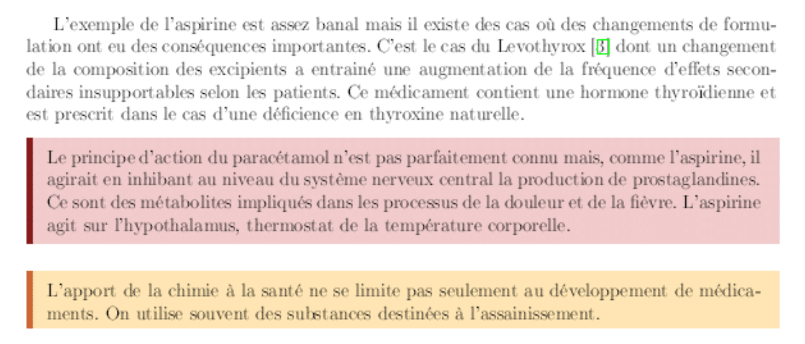 L'exemple de l'aspirine est assez banal mais il existe des cas où des changements de formu-
lation ont eu des conséquences importantes. C'est le cas du Levothyrox [3] dont un changement
de la composition des excipients a entrainé une augmentation de la fréquence d'effets secon-
daires insupportables selon les patients. Ce médicament contient une hormone thyroïdienne et
est prescrit dans le cas d'une déficience en thyroxine naturelle.
Le principe d'action du paracétamol n'est pas parfaitement connu mais, comme l'aspirine, il
agirait en inhibant au niveau du système nerveux central la production de prostaglandines.
Ce sont des métabolites impliqués dans les processus de la douleur et de la fièvre. L'aspirine
agit sur l'hypothalamus, thermostat de la température corporelle.
L'apport de la chimie à la santé ne se limite pas seulement au développement de médica-
ments. On utilise souvent des substances destinées à l'assainissement.